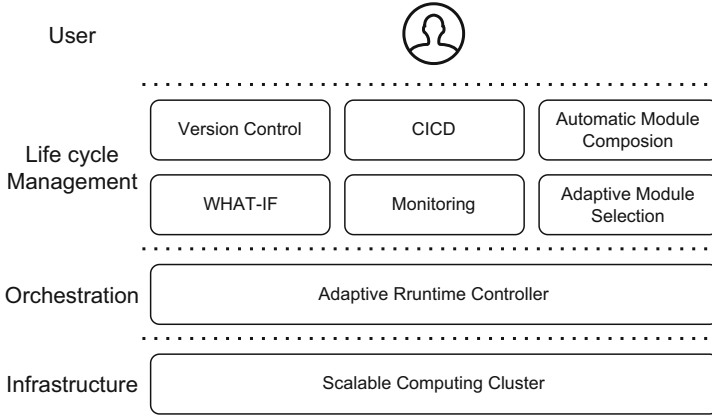 User
Life cycle
Management
Version Control
CICD
Automatic Module
Composion
WHAT-IF
Monitoring
Adaptive Module
Selection
Orchestration
Adaptive Rruntime Controller
Infrastructure
Scalable Computing Cluster